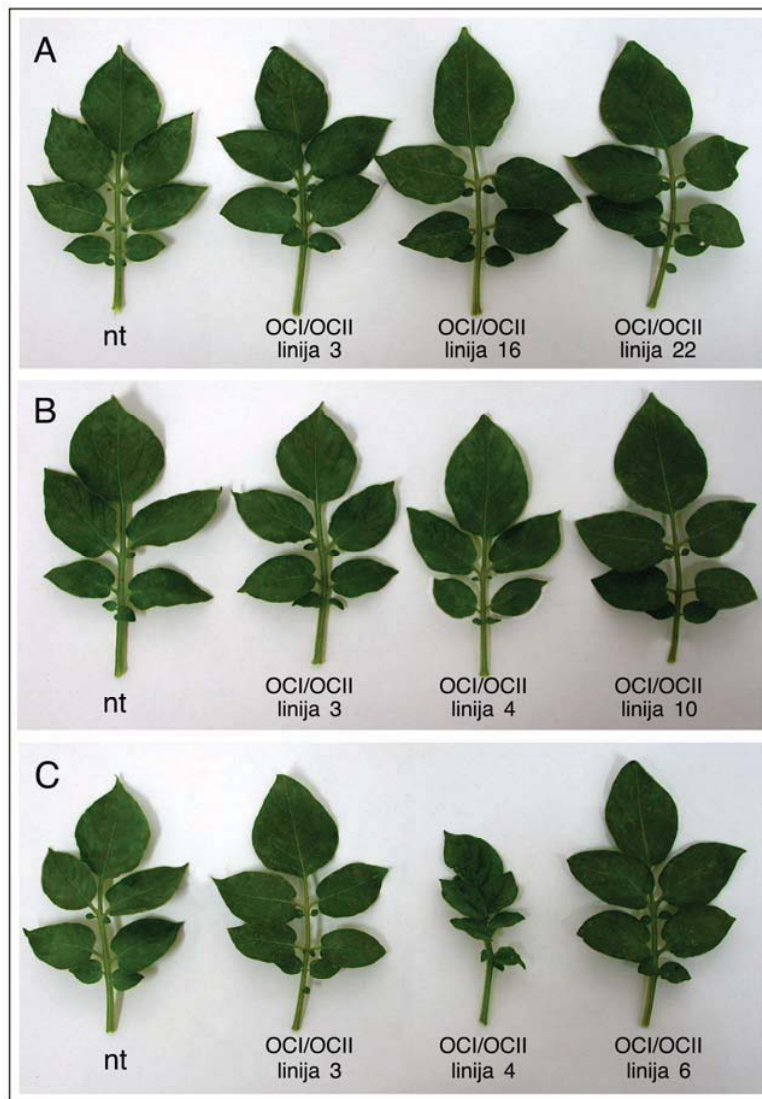 A
nt
OCI/OCII
linija 3
OCI/OCII
linija 16
OCI/OCII
linija 22
B
nt
OCI/OCII
linija 3
OCI/OCII
linija 4
OCI/OCII
linija 10
C
nt
OCI/OCII
linija 3
OCI/OCII
linija 4
OCI/OCII
linija 6